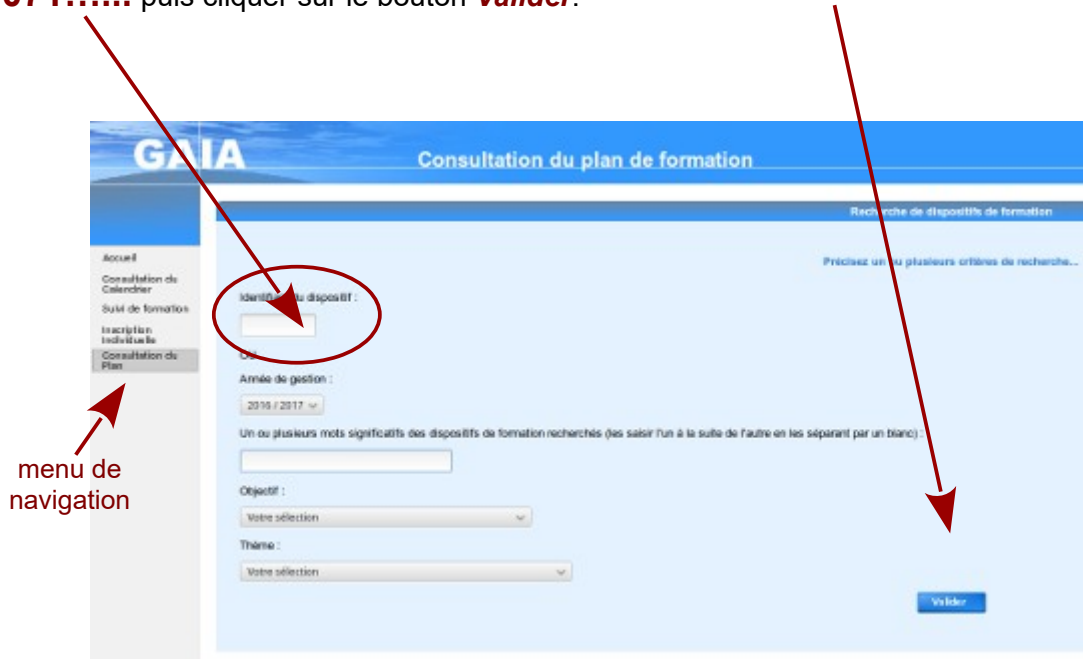 puis cliquer sur le bouton Valider.
GAIA
Consultation du plan de formation
Recherche de dispositifs de formation
Accueil
Consultation du
Calendrier
Suivi de formation
Inscription
Individuelle
Consultation du
Plan
Précisez un ou plusieurs critères de recherche...
Identifiant du dispositif :
OU
Année de gestion :
2016 / 2017
Un ou plusieurs mots significatifs des dispositifs de formation recherchés (les saisir l'un à la suite de l'autre en les séparant par un blanc) :
Objectif :
Votre sélection
Thème :
Votre sélection
Valider
menu de
navigation